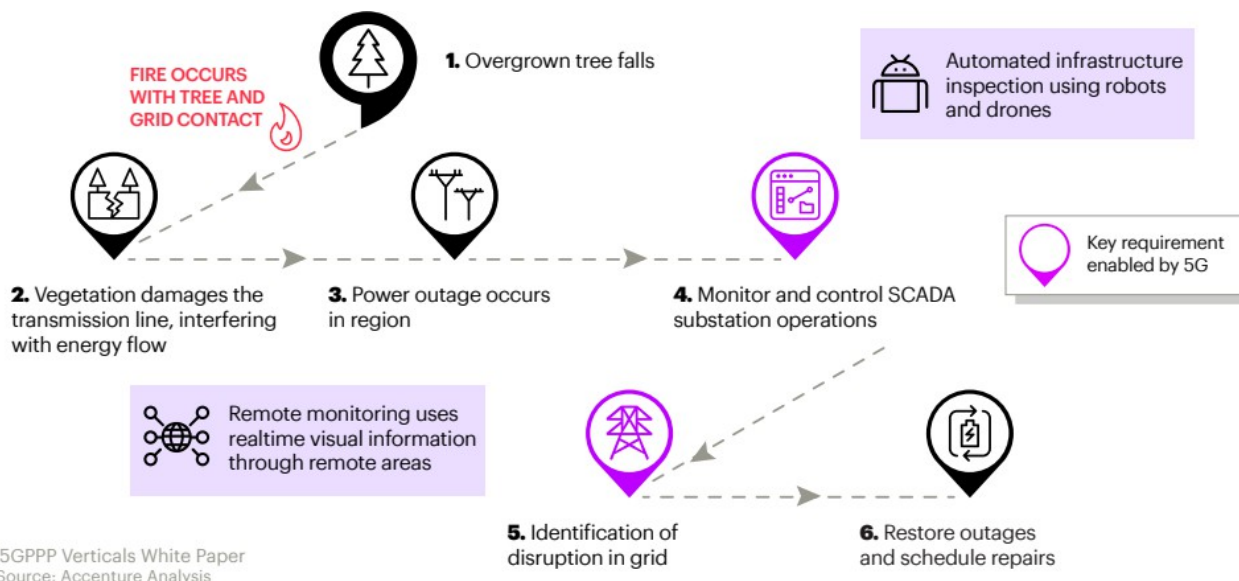 1. Overgrown tree falls
FIRE OCCURS
WITH TREE AND
GRID CONTACT
Automated infrastructure
inspection using robots
and drones
Key requirement
enabled by 5G
2. Vegetation damages the
transmission line, interfering
with energy flow
3. Power outage occurs
in region
4. Monitor and control SCADA
substation operations
Remote monitoring uses
realtime visual information
through remote areas
5. Identification of
disruption in grid
6. Restore outages
and schedule repairs
5GPPP Verticals White Paper
Source: Accenture Analysis